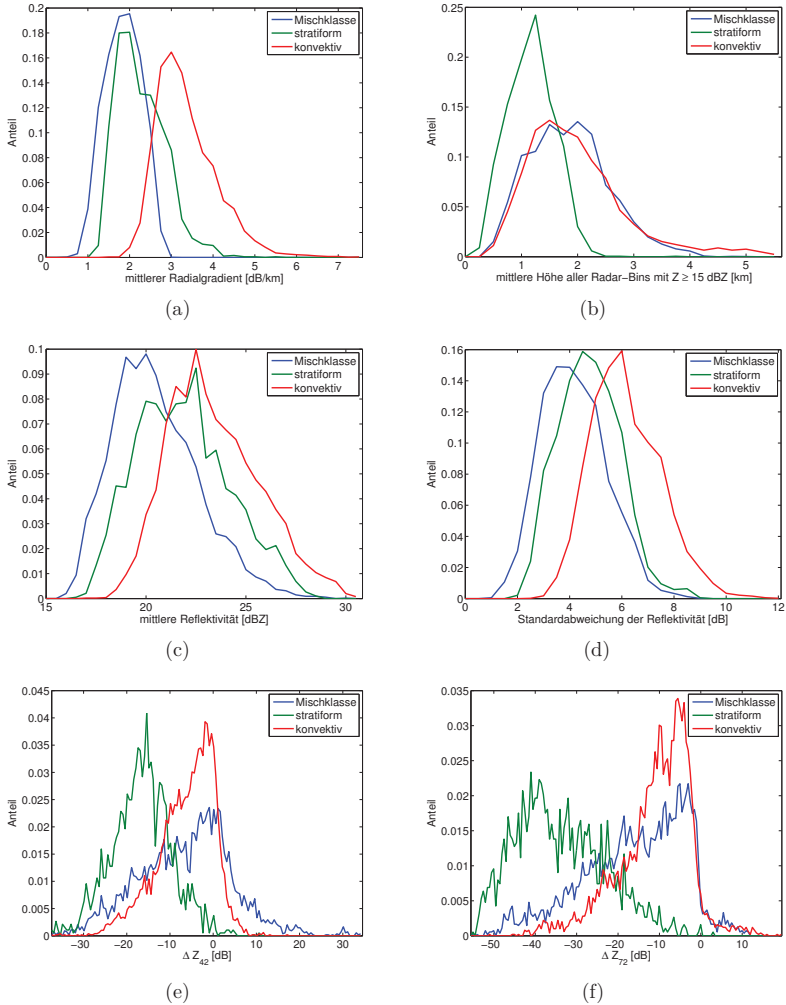 0.2
0.18
0.16
0.14
0.12
0.1
0.08
0.06
0.04
0.02
0
Anteil
0 1 2 3 4 5 6 7
mittlerer Radialgradient [dB/km]
Mischklasse
stratiform
konvektiv
(a)
0.25
0.2
0.15
0.1
0.05
0.00
Anteil
0 1 2 3 4 5
mittlere Höhe aller Radar−Bins mit Z ≥ 15 dBZ [km]
Mischklasse
stratiform
konvektiv
(b)
0.1
0.09
0.08
0.07
0.06
0.05
0.04
0.03
0.02
0.01
0
Anteil
15 20 25 30
mittlere Reflektivität [dBZ]
Mischklasse
stratiform
konvektiv
(c)
0.16
0.14
0.12
0.10
0.08
0.06
0.04
0.02
0.00
Anteil
0 2 4 6 8 10 12
Standardabweichung der Reflektivität [dB]
Mischklasse
stratiform
konvektiv
(d)
0.045
0.04
0.035
0.03
0.025
0.02
0.015
0.01
0.005
0
Anteil
−30 −20 −10 0 10 20 30
Δ Z42 [dB]
Mischklasse
stratiform
konvektiv
(e)
0.035
0.03
0.025
0.02
0.015
0.01
0.005
0
Anteil
−50 −40 −30 −20 −10 0 10
Δ Z72 [dB]
Mischklasse
stratiform
konvektiv
(f)